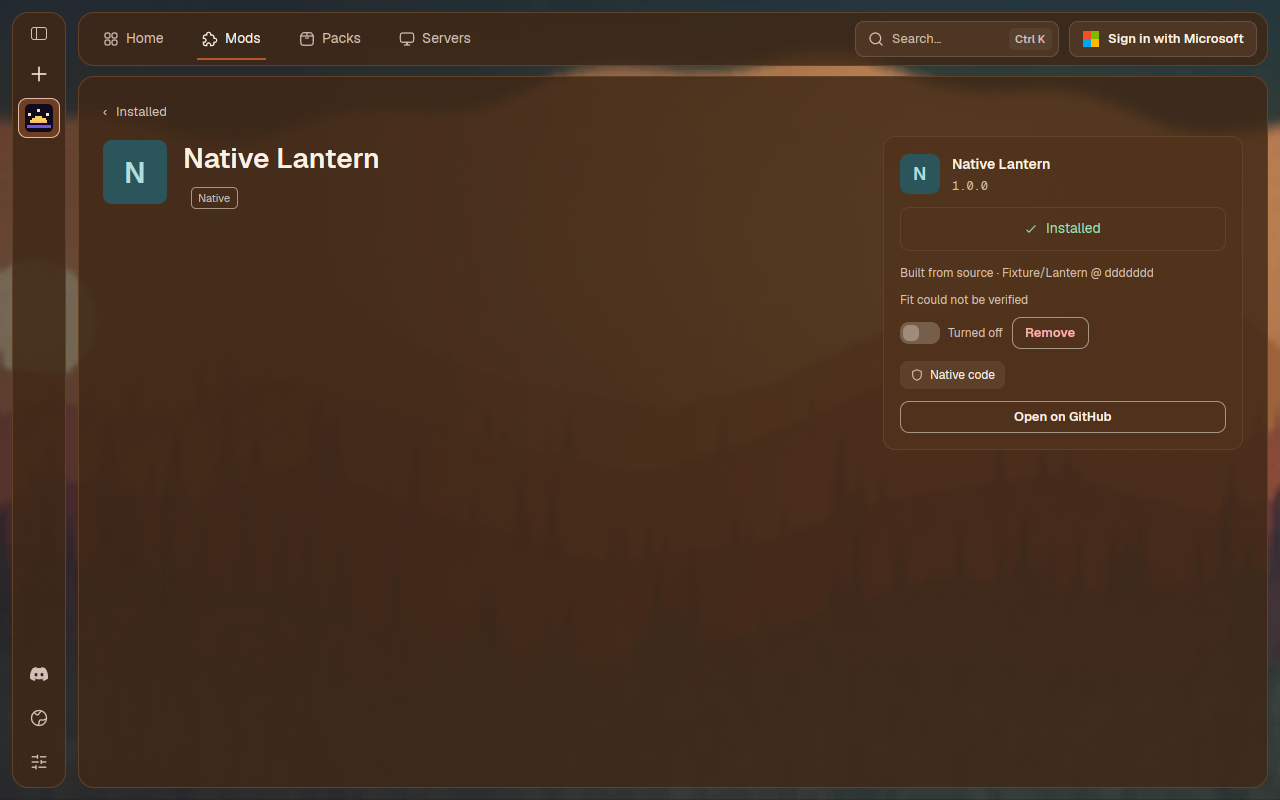 Home
Mods
Packs
Servers
Search...
Ctrl K
Sign in with Microsoft
‹ Installed
N
Native Lantern
Native
N
Native Lantern
1.0.0
Installed
Built from source · Fixture/Lantern @ ddddddd
Fit could not be verified
Turned off
Remove
Native code
Open on GitHub